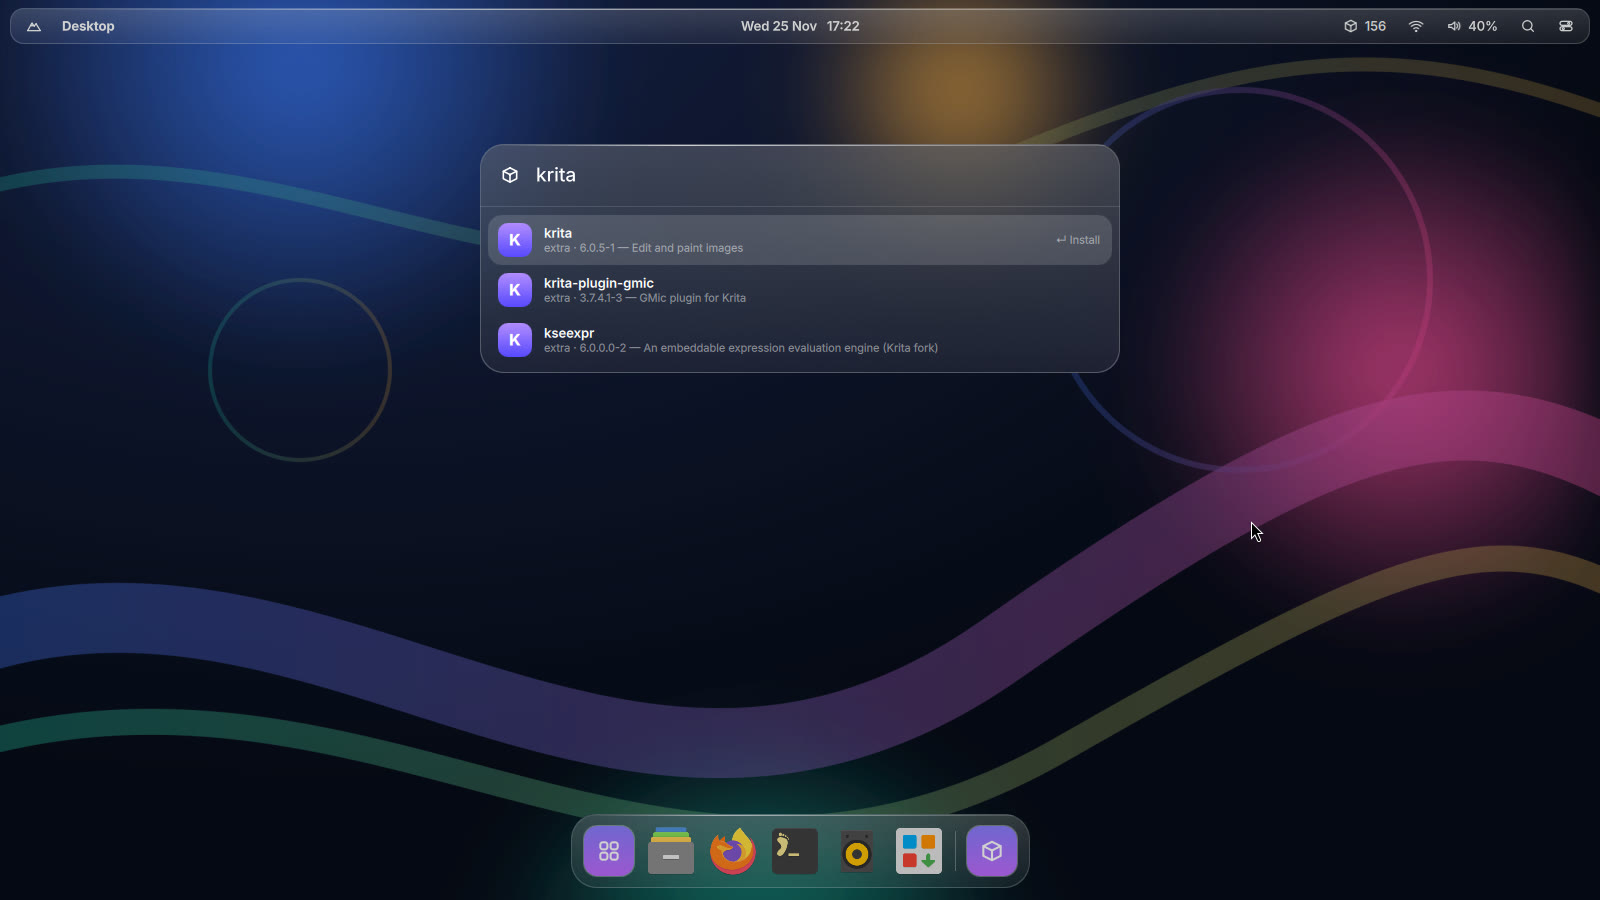 Desktop
Wed 25 Nov 17:22
156
40%
krita
K
krita
extra · 6.0.5-1 — Edit and paint images
↵ Install
K
krita-plugin-gmic
extra · 3.7.4.1-3 — GMic plugin for Krita
K
kseexpr
extra · 6.0.0.0-2 — An embeddable expression evaluation engine (Krita fork)